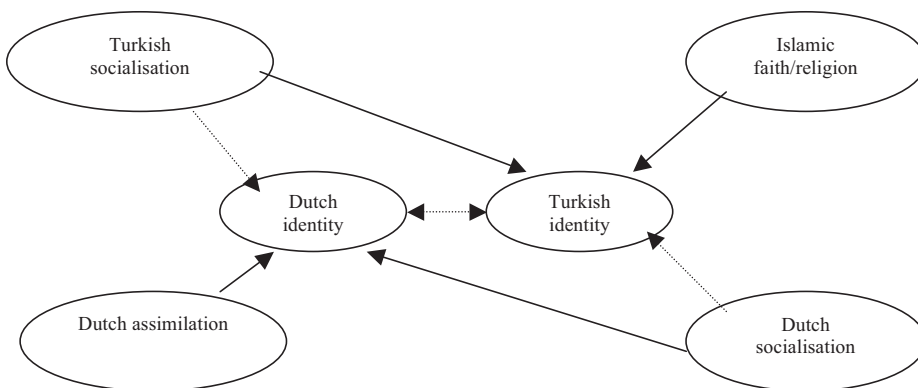 Turkish
socialisation
Islamic
faith/religion
Dutch
identity
Turkish
identity
Dutch assimilation
Dutch
socialisation